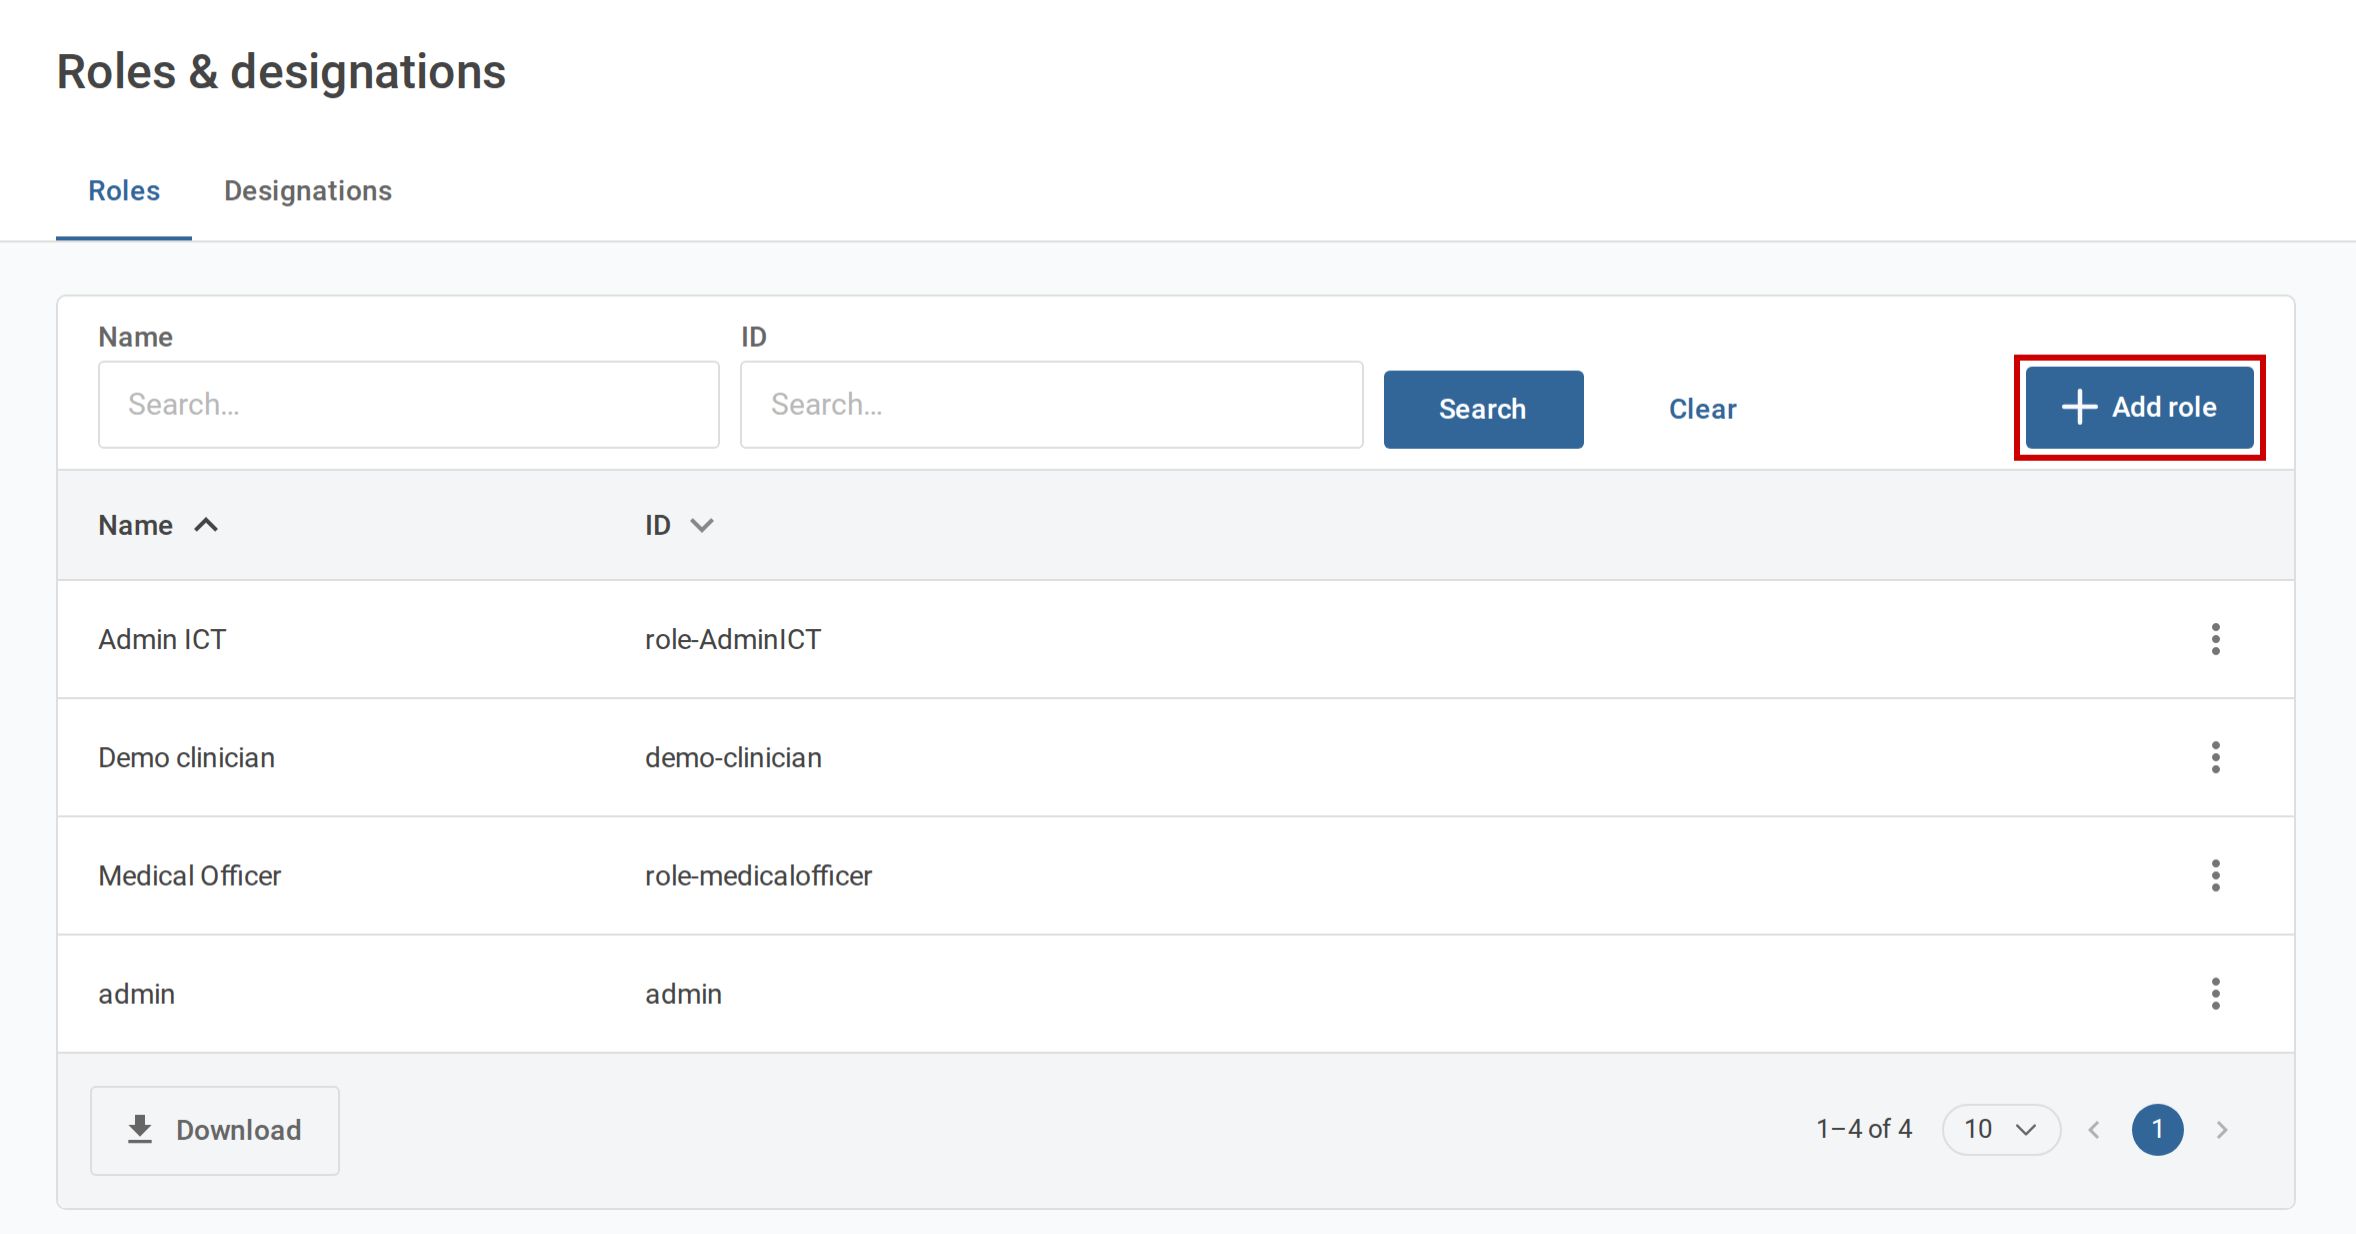 Roles & designations
Roles Designations
Name ID
Search... Search... Search Clear Add role
Name ID
Admin ICT role-AdminICT
Demo clinician demo-clinician
Medical Officer role-medicalofficer
admin admin
Download 1–4 of 4 10 1